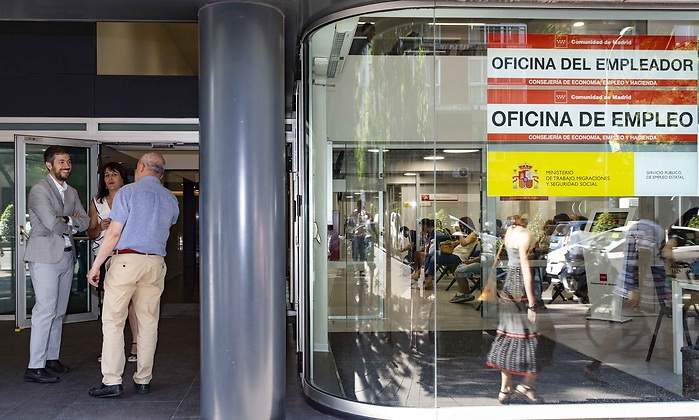 Comunidad de Madrid
OFICINA DEL EMPLEADOR
CONSEJERÍA DE ECONOMÍA, EMPLEO Y HACIENDA
Comunidad de Madrid
OFICINA DE EMPLEO
CONSEJERÍA DE ECONOMÍA, EMPLEO Y HACIENDA
MINISTERIO
DE TRABAJO, MIGRACIONES
Y SEGURIDAD SOCIAL
SERVICIO PÚBLICO
DE EMPLEO ESTATAL